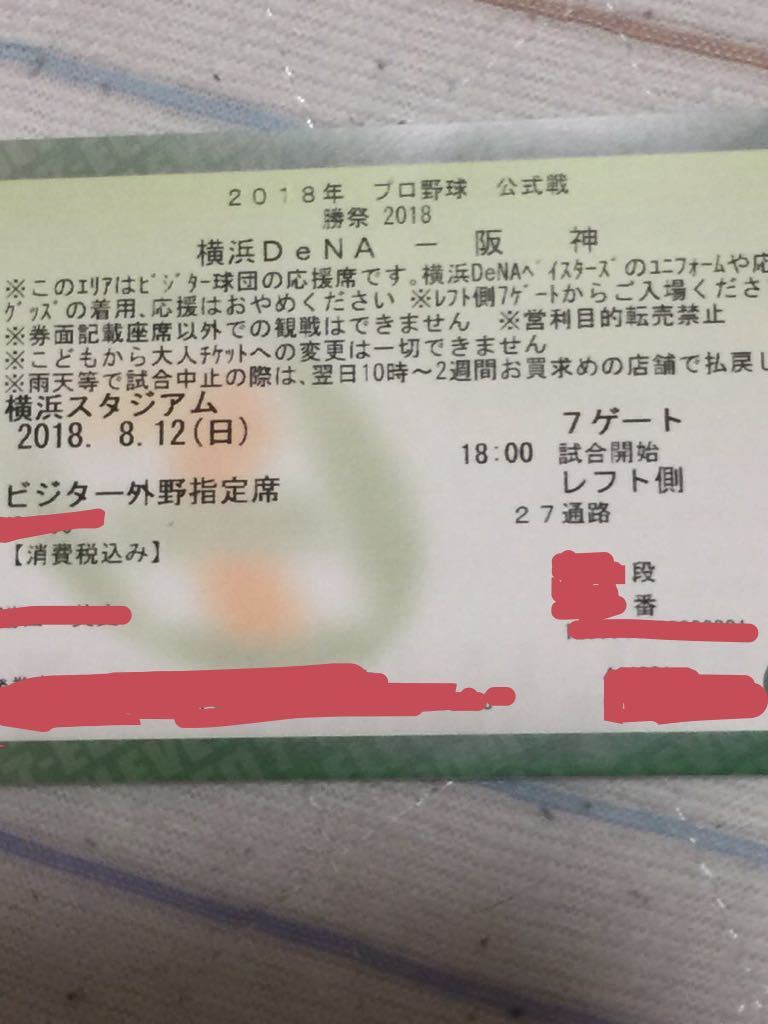 2018年 プロ野球 公式戦
勝祭 2018
横浜DeNA － 阪 神
※このエリアはビジター球団の応援席です。横浜DeNAベイスターズのユニフォームや応
グッズの着用、応援はおやめください ※レフト側7ゲートからご入場くださ
※券面記載座席以外での観戦はできません ※営利目的転売禁止
※こどもから大人チケットへの変更は一切できません
※雨天等で試合中止の際は、翌日10時～2週間お買求めの店舗で払戻し
横浜スタジアム
2018. 8.12(日)
7ゲート
18:00 試合開始
ビジター外野指定席
レフト側
27通路
【消費税込み】
段
番